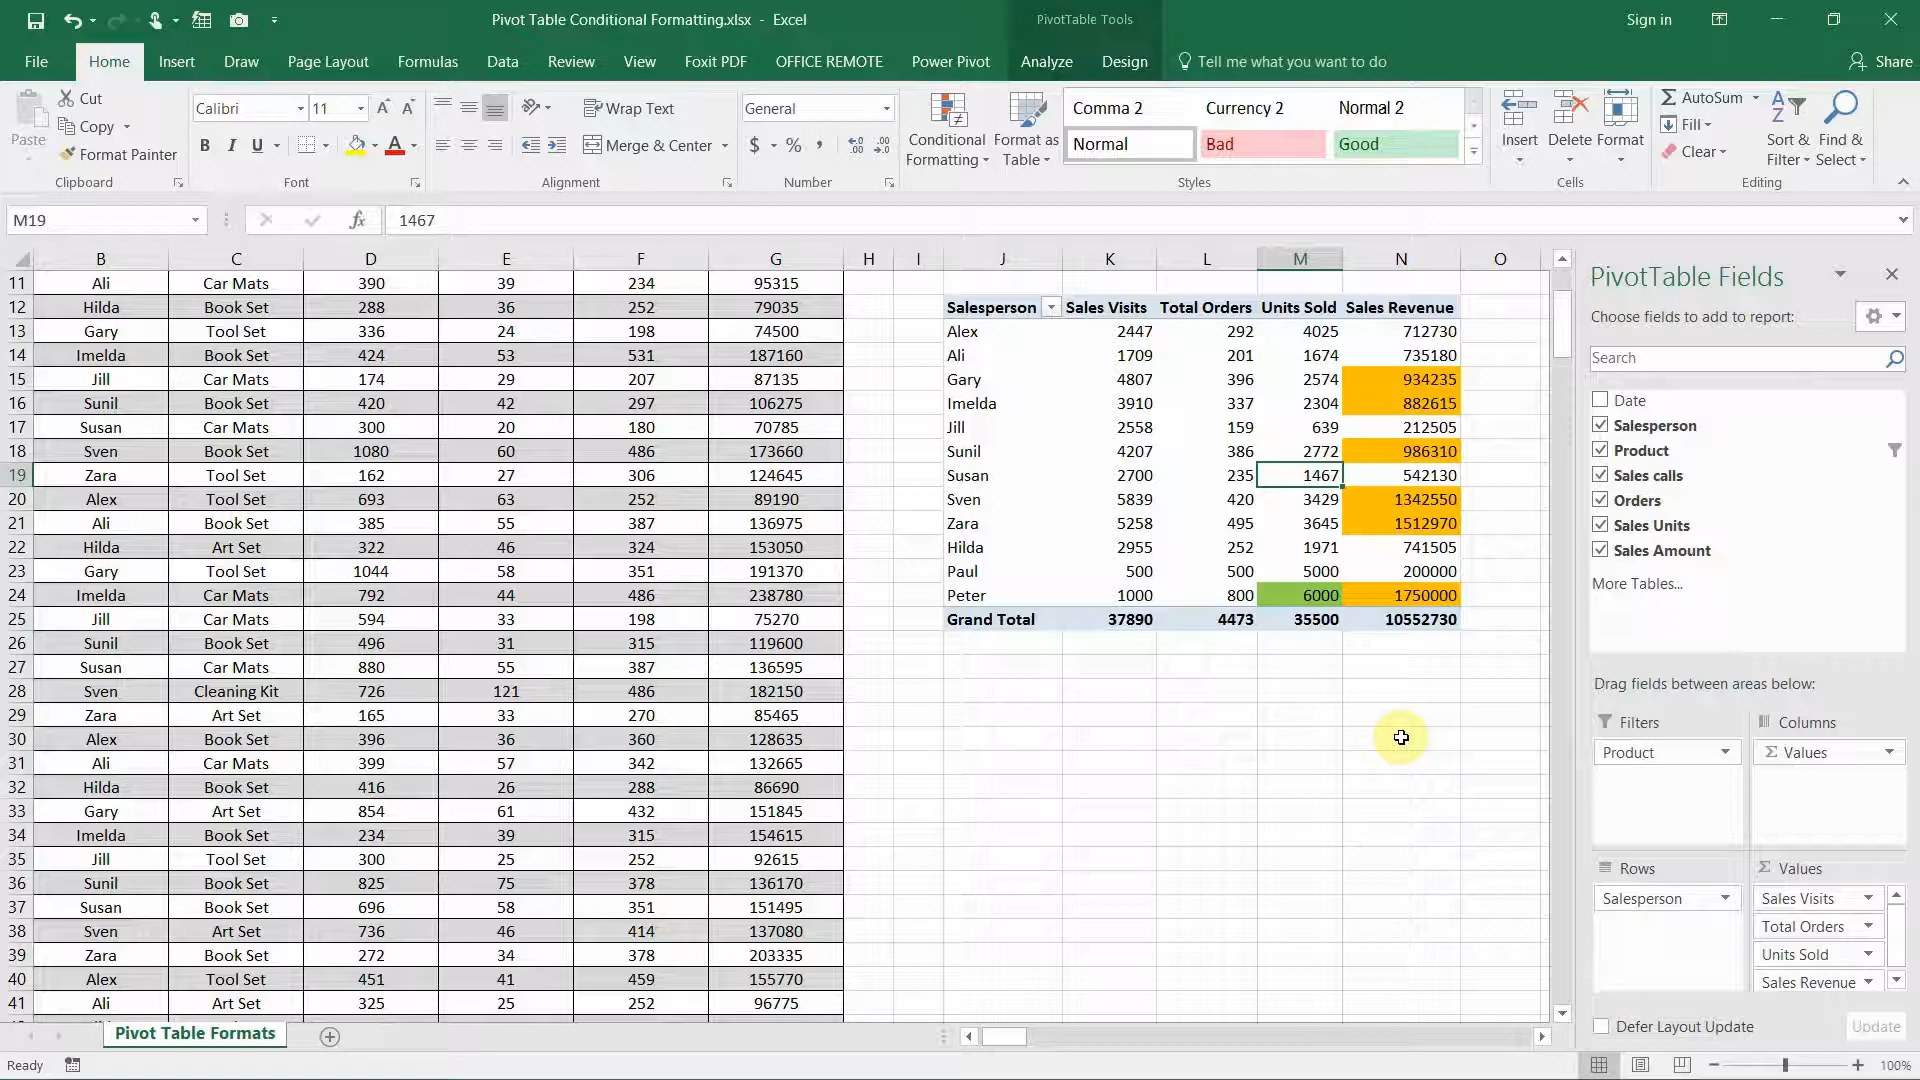 Pivot Table Conditional Formatting.xlsx - Excel
PivotTable Tools
Sign in
File Home Insert Draw Page Layout Formulas Data Review View Foxit PDF OFFICE REMOTE Power Pivot Analyze Design Tell me what you want to do Share
Paste
Cut
Copy
Format Painter
Clipboard
Calibri 11
B I U
Font
Wrap Text
Merge & Center
Alignment
General
$ % ,
Number
Conditional Formatting
Format as Table
Comma 2 Currency 2 Normal 2
Normal Bad Good
Styles
Insert Delete Format
Cells
AutoSum
Fill
Clear
Sort & Filter
Find & Select
Editing
M19 fx 1467
B C D E F G H I J K L M N O
11 Ali Car Mats 390 39 234 95315
12 Hilda Book Set 288 36 252 79035
13 Gary Tool Set 336 24 198 74500
14 Imelda Book Set 424 53 531 187160
15 Jill Car Mats 174 29 207 87135
16 Sunil Book Set 420 42 297 106275
17 Susan Car Mats 300 20 180 70785
18 Sven Book Set 1080 60 486 173660
19 Zara Tool Set 162 27 306 124645
20 Alex Tool Set 693 63 252 89190
21 Ali Book Set 385 55 387 136975
22 Hilda Art Set 322 46 324 153050
23 Gary Tool Set 1044 58 351 191370
24 Imelda Car Mats 792 44 486 238780
25 Jill Car Mats 594 33 198 75270
26 Sunil Book Set 496 31 315 119600
27 Susan Car Mats 880 55 387 136595
28 Sven Cleaning Kit 726 121 486 182150
29 Zara Art Set 165 33 270 85465
30 Alex Book Set 396 36 360 128635
31 Ali Car Mats 399 57 342 132665
32 Hilda Book Set 416 26 288 86690
33 Gary Art Set 854 61 432 151845
34 Imelda Book Set 234 39 315 154615
35 Jill Tool Set 300 25 252 92615
36 Sunil Book Set 825 75 378 136170
37 Susan Book Set 696 58 351 151495
38 Sven Art Set 736 46 414 137080
39 Zara Book Set 272 34 378 203335
40 Alex Tool Set 451 41 459 155770
41 Ali Art Set 325 25 252 96775
Salesperson Sales Visits Total Orders Units Sold Sales Revenue
Alex 2447 292 4025 712730
Ali 1709 201 1674 735180
Gary 4807 396 2574 934235
Imelda 3910 337 2304 882615
Jill 2558 159 639 212505
Sunil 4207 386 2772 986310
Susan 2700 235 1467 542130
Sven 5839 420 3429 1342550
Zara 5258 495 3645 1512970
Hilda 2955 252 1971 741505
Paul 500 500 5000 200000
Peter 1000 800 6000 1750000
Grand Total 37890 4473 35500 10552730
PivotTable Fields
Choose fields to add to report:
Search
Date
Salesperson
Product
Sales calls
Orders
Sales Units
Sales Amount
More Tables...
Drag fields between areas below:
Filters
Product
Columns
Σ Values
Rows
Salesperson
Σ Values
Sales Visits
Total Orders
Units Sold
Sales Revenue
Defer Layout Update Update
Pivot Table Formats
Ready
100%